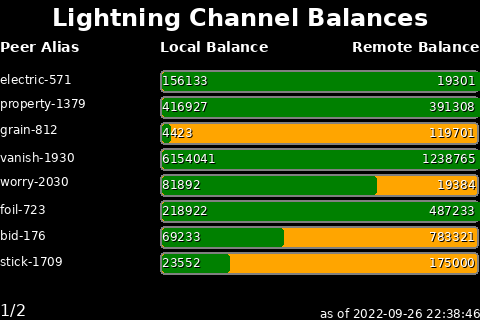 Lightning Channel Balances
Peer Alias Local Balance Remote Balance
electric-571 156133 19301
property-1379 416927 391308
grain-812 4423 119701
vanish-1930 6154041 1238765
worry-2030 81892 19384
foil-723 218922 487233
bid-176 69233 783321
stick-1709 23552 175000
1/2 as of 2022-09-26 22:38:46